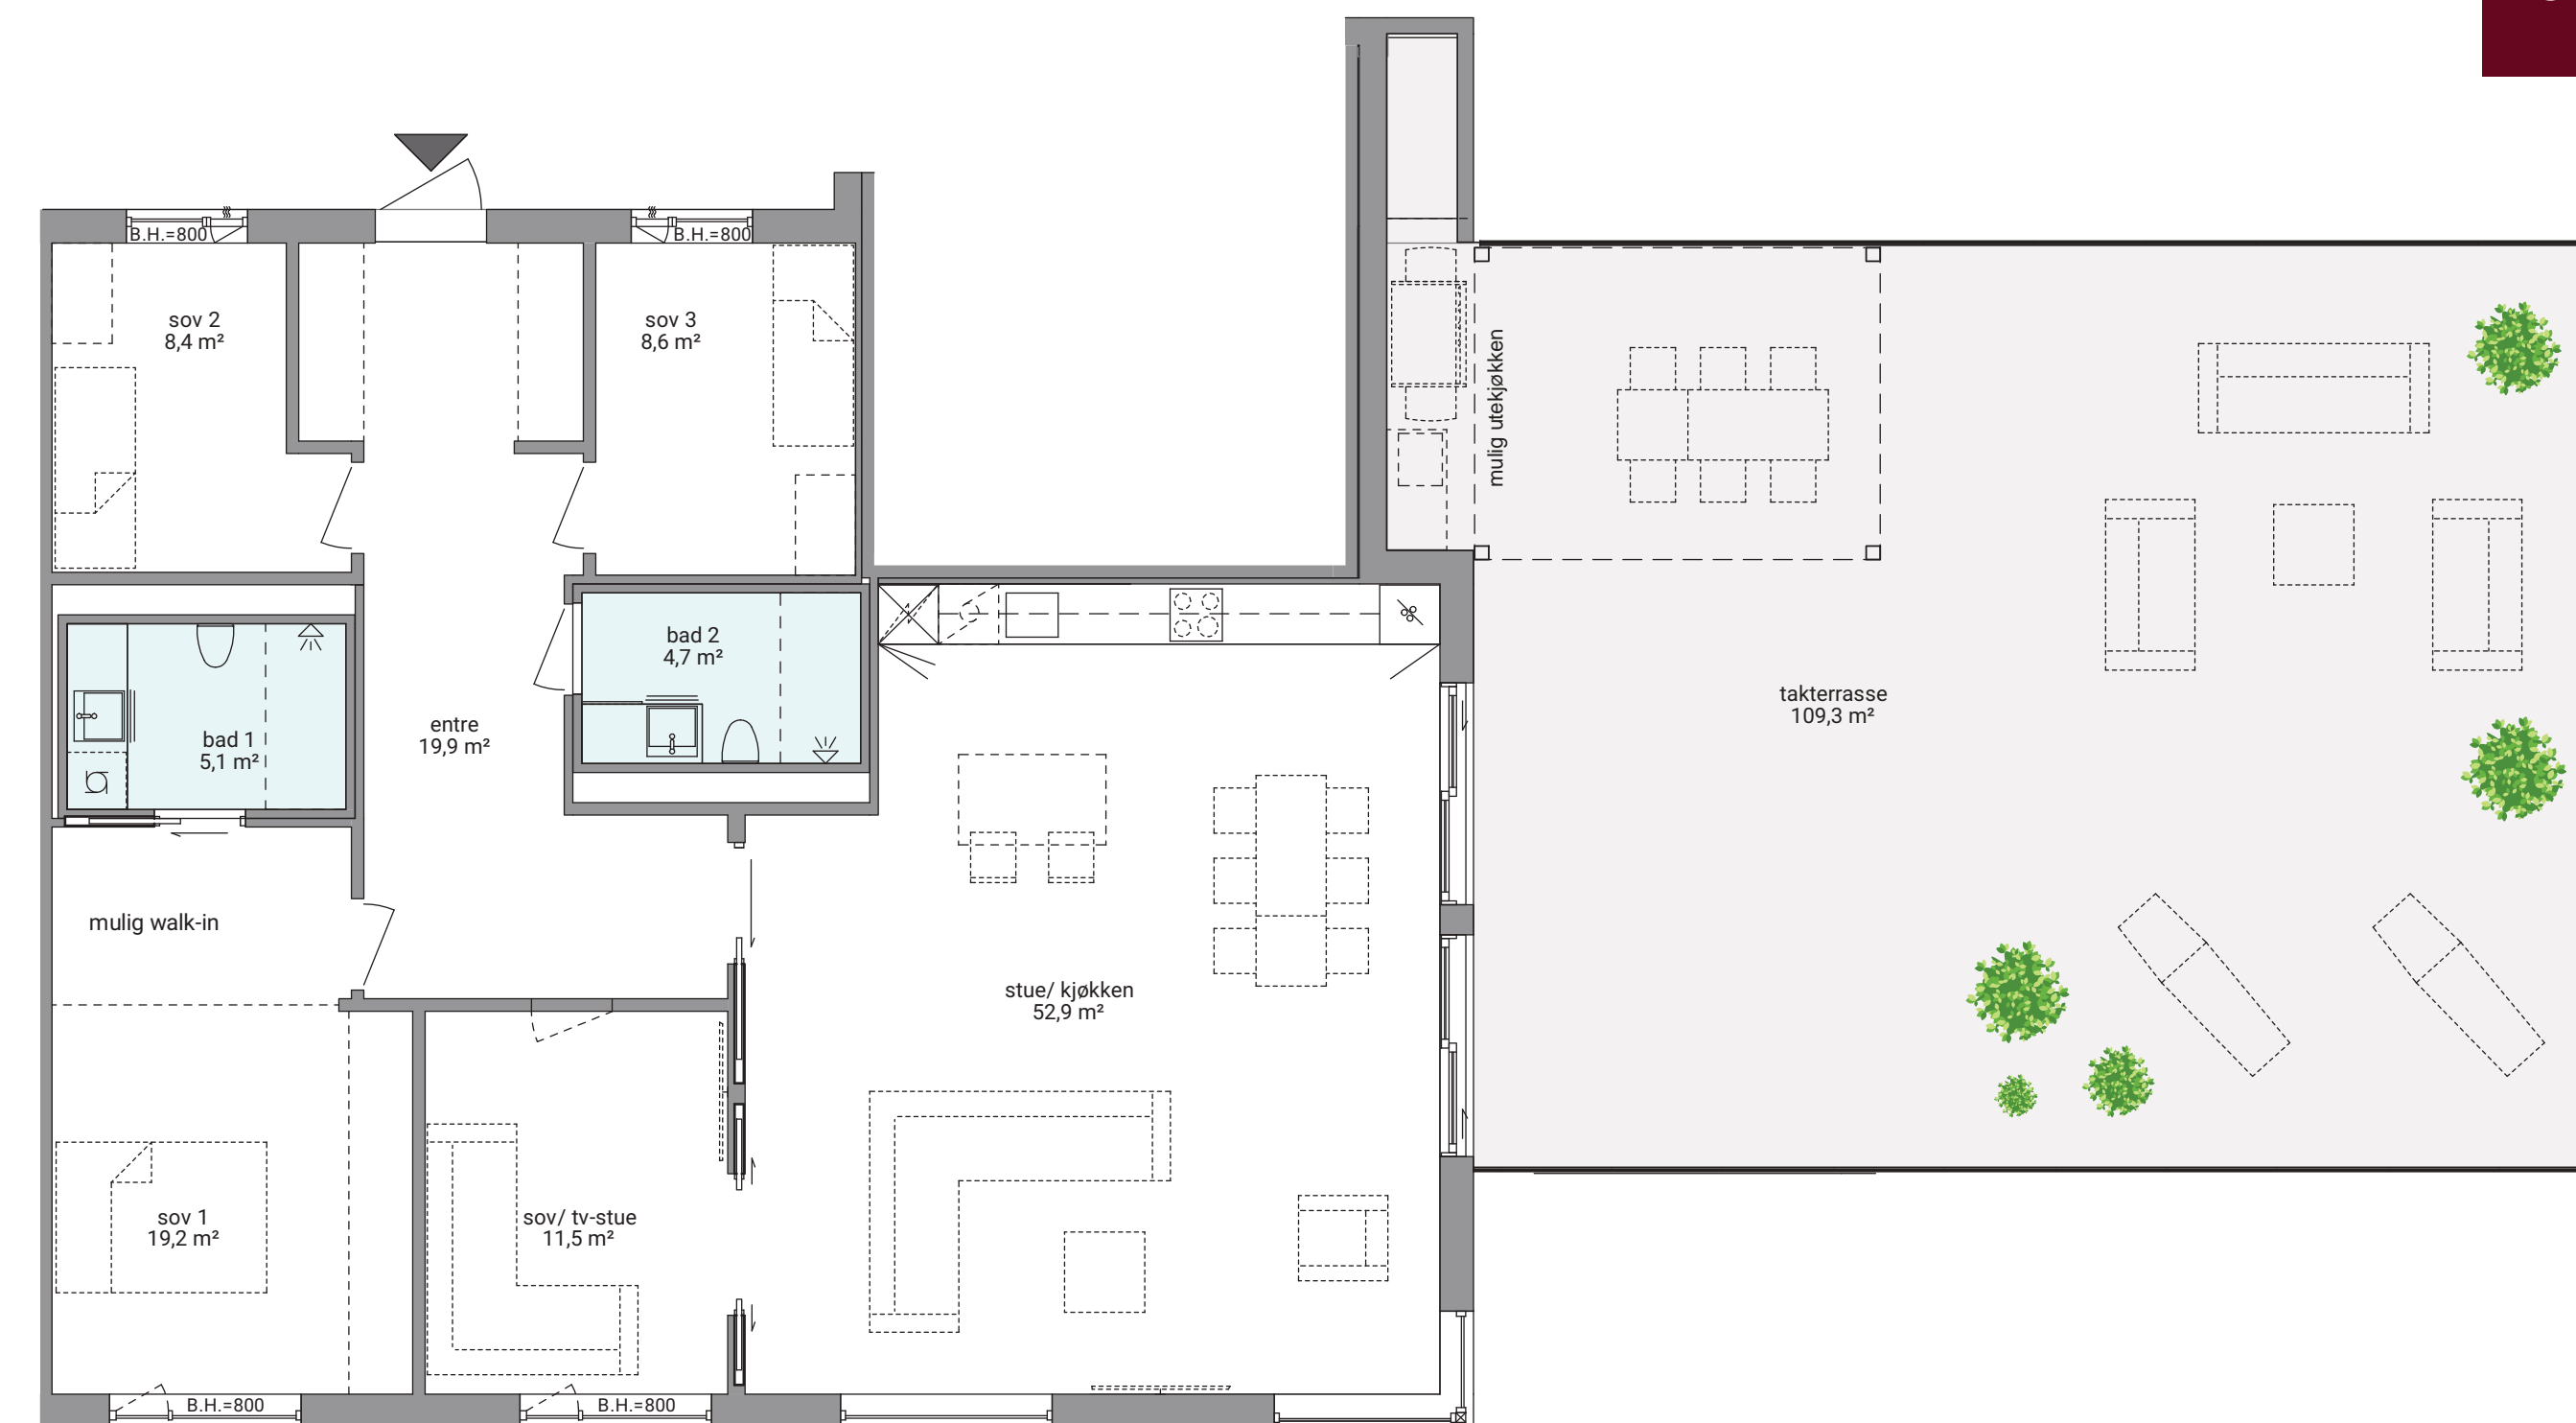 B.H.=800
B.H.=800
sov 2
8,4 m²
sov 3
8,6 m²
mulig utekjøkken
bad 2
4,7 m²
takterrasse
109,3 m²
entre
19,9 m²
bad 1
5,1 m²
mulig walk-in
stue/ kjøkken
52,9 m²
sov 1
19,2 m²
sov/ tv-stue
11,5 m²
B.H.=800
B.H.=800